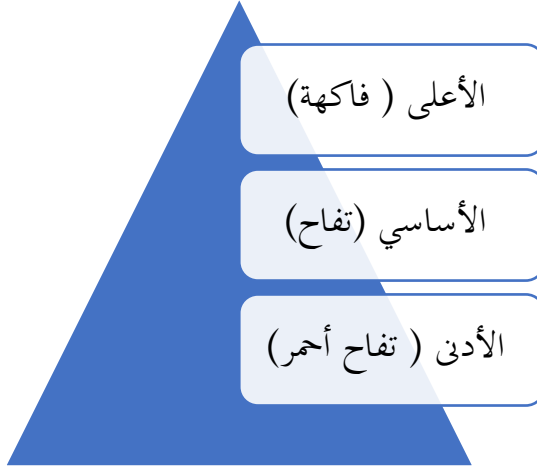 الأعلى ( فاكهة)
الأساسي (تفاح)
الأدنى ( تفاح أحمر)